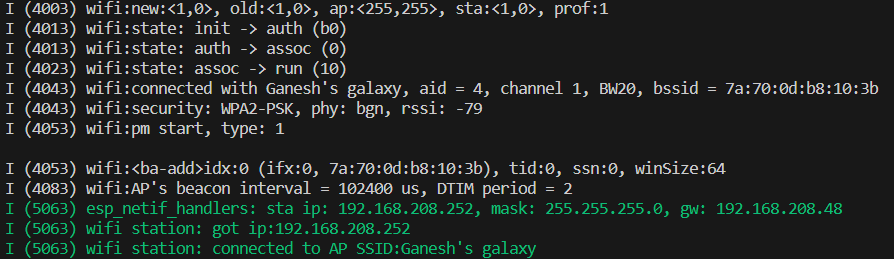 I (4003) wifi:new:<1,0>, old:<1,0>, ap:<255,255>, sta:<1,0>, prof:1
I (4013) wifi:state: init -> auth (b0)
I (4013) wifi:state: auth -> assoc (0)
I (4023) wifi:state: assoc -> run (10)
I (4043) wifi:connected with Ganesh's galaxy, aid = 4, channel 1, BW20, bssid = 7a:70:0d:b8:10:3b
I (4043) wifi:security: WPA2-PSK, phy: bgn, rssi: -79
I (4053) wifi:pm start, type: 1
I (4053) wifi:<ba-add>idx:0 (ifx:0, 7a:70:0d:b8:10:3b), tid:0, ssn:0, winSize:64
I (4083) wifi:AP's beacon interval = 102400 us, DTIM period = 2
I (5063) esp_netif_handlers: sta ip: 192.168.208.252, mask: 255.255.255.0, gw: 192.168.208.48
I (5063) wifi station: got ip:192.168.208.252
I (5063) wifi station: connected to AP SSID:Ganesh's galaxy